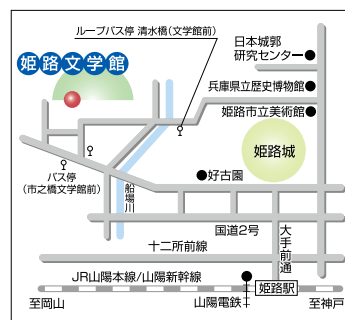 ループバス停 清水橋(文学館前)
日本城郭
研究センター
姫路文学館
兵庫県立歴史博物館
姫路市立美術館
姫路城
バス停
(市之橋文学館前)
船場川
好古園
国道2号
大手前通
十二所前線
JR山陽本線/山陽新幹線
至岡山
山陽電鉄
姫路駅
至神戸